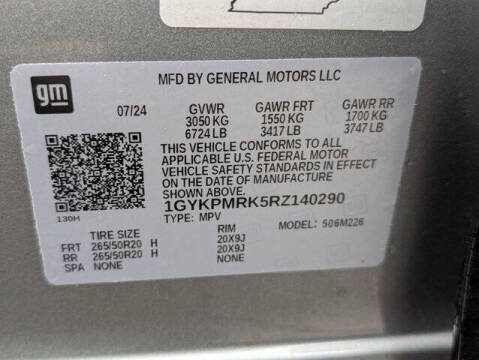 gm
MFD BY GENERAL MOTORS LLC
07/24 GVWR GAWR FRT GAWR RR
3050 KG 1550 KG 1700 KG
6724 LB 3417 LB 3747 LB
THIS VEHICLE CONFORMS TO ALL
APPLICABLE U.S. FEDERAL MOTOR
VEHICLE SAFETY STANDARDS IN EFFECT
ON THE DATE OF MANUFACTURE
SHOWN ABOVE.
1GYKPMRK5RZ140290
130H TYPE: MPV MODEL: 506M226
TIRE SIZE RIM
FRT 265/50R20 H 20X9J
RR 265/50R20 H 20X9J
SPA NONE NONE